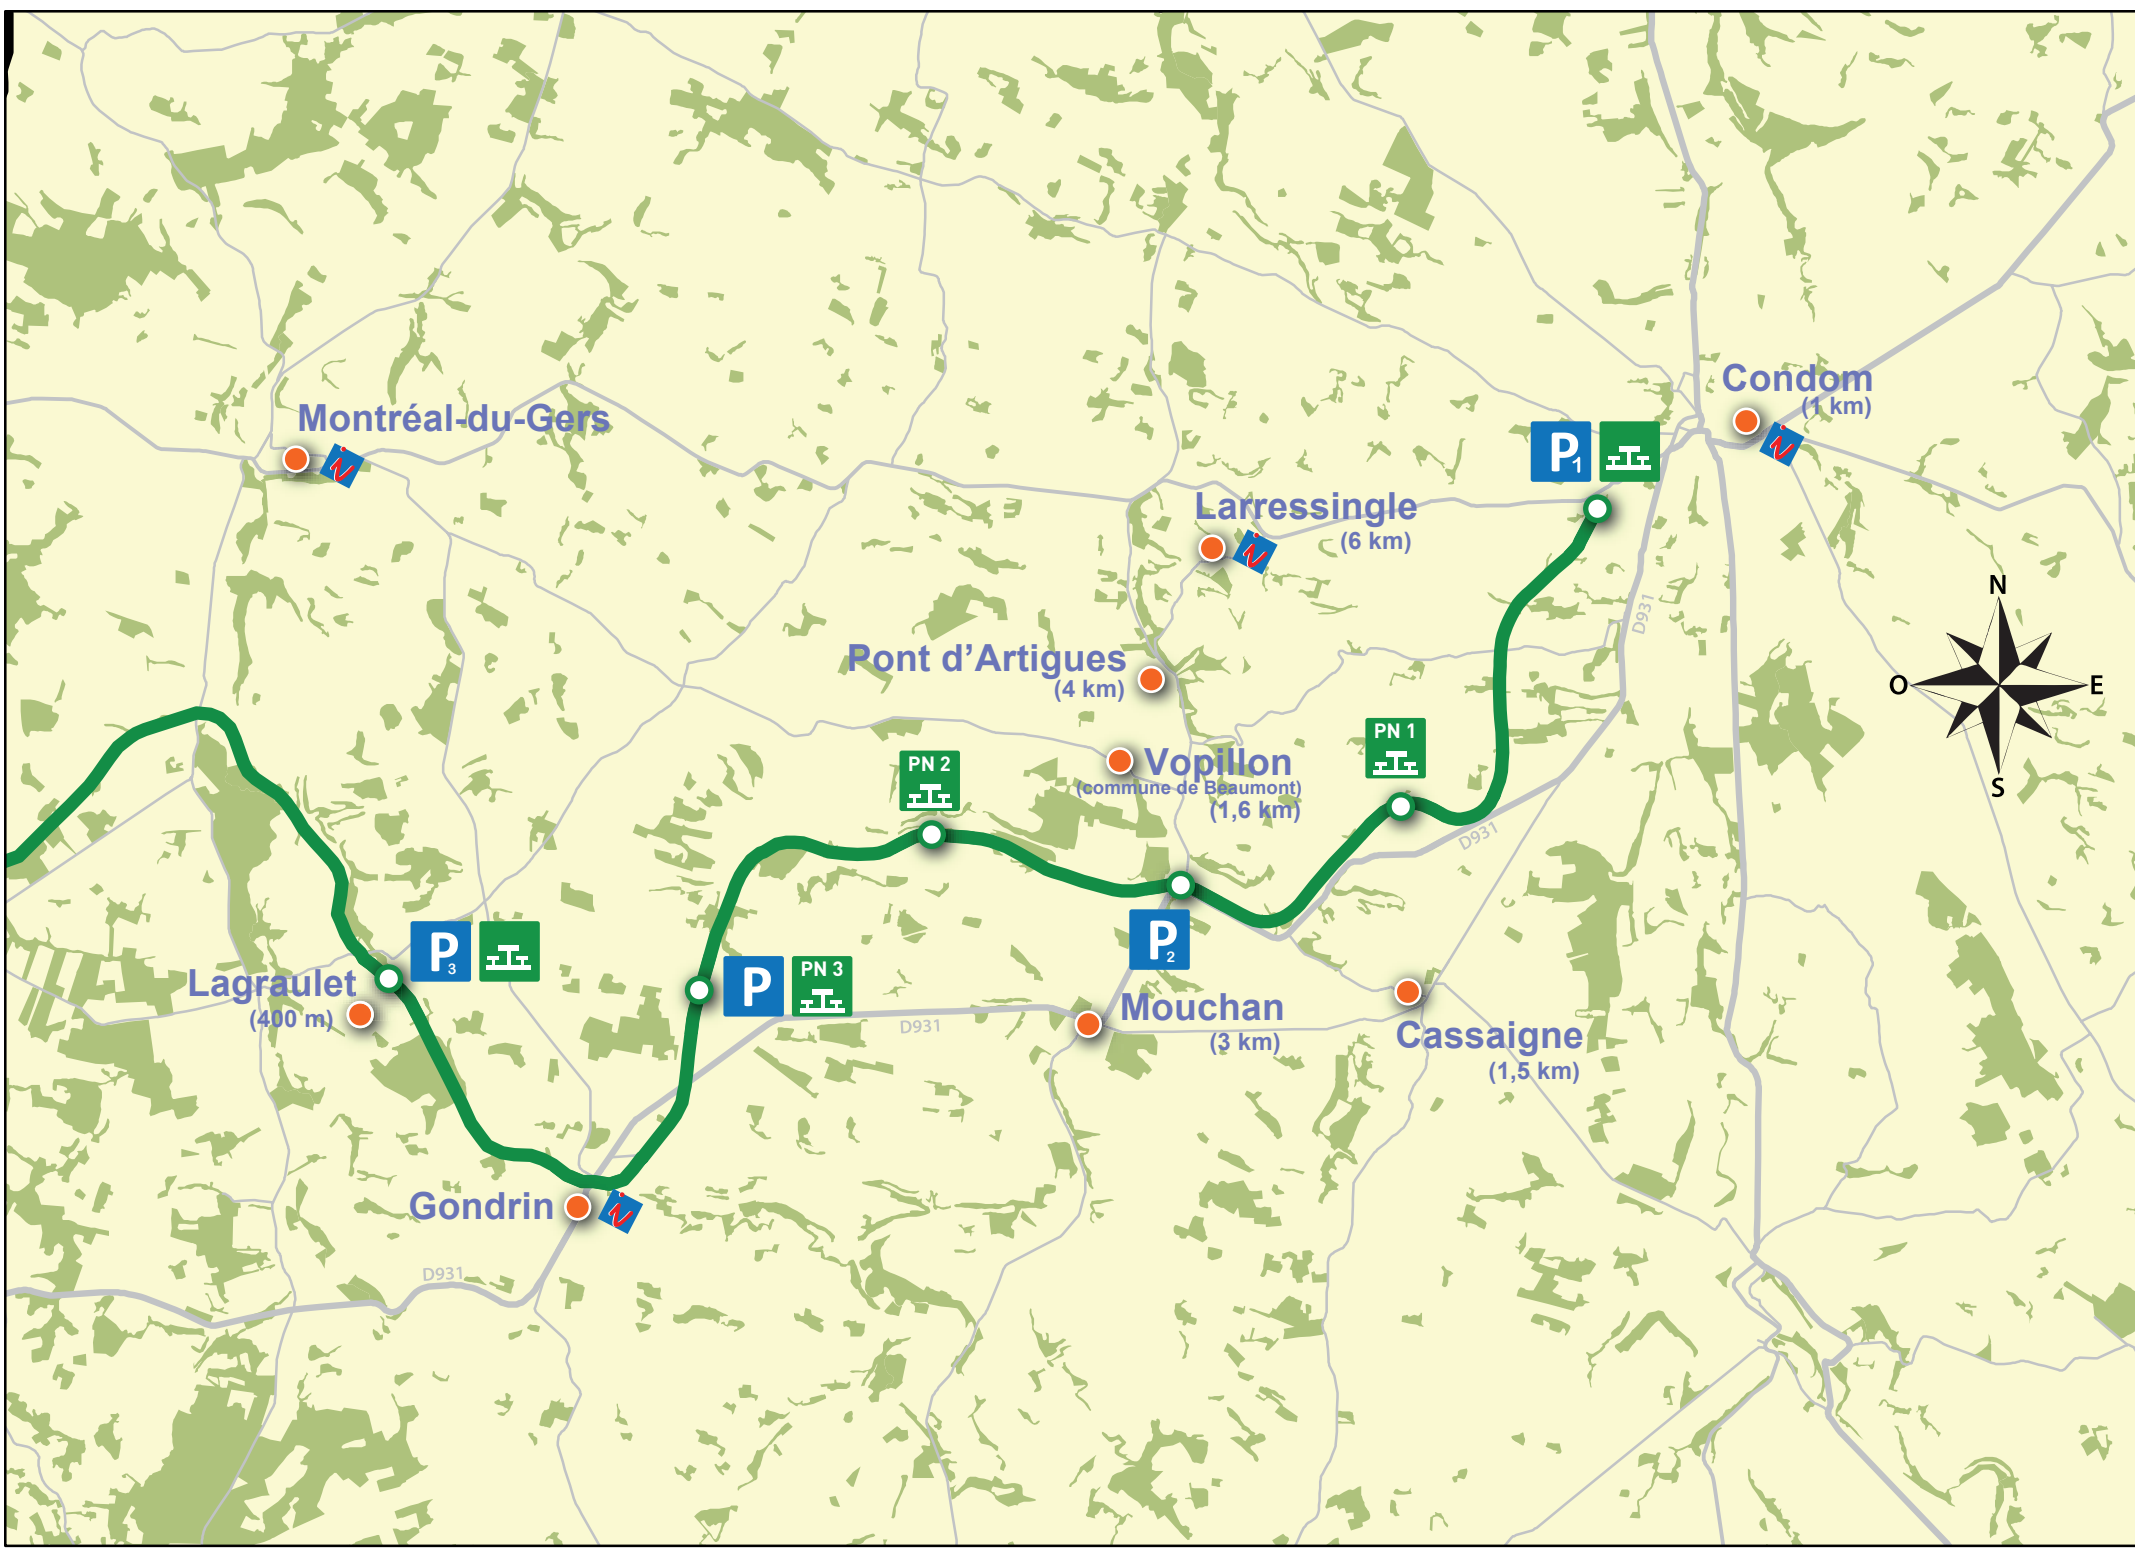 Condom
(1 km)
Montréal-du-Gers
P1
Larressingle
(6 km)
N
D931
Pont d’Artigues
(4 km)
O
E
PN 1
PN 2
Vopillon
(commune de Beaumont)
(1,6 km)
S
D931
P2
P3
PN 3
P
Lagraulet
(400 m)
Mouchan
(3 km)
D931
Cassaigne
(1,5 km)
Gondrin
D931